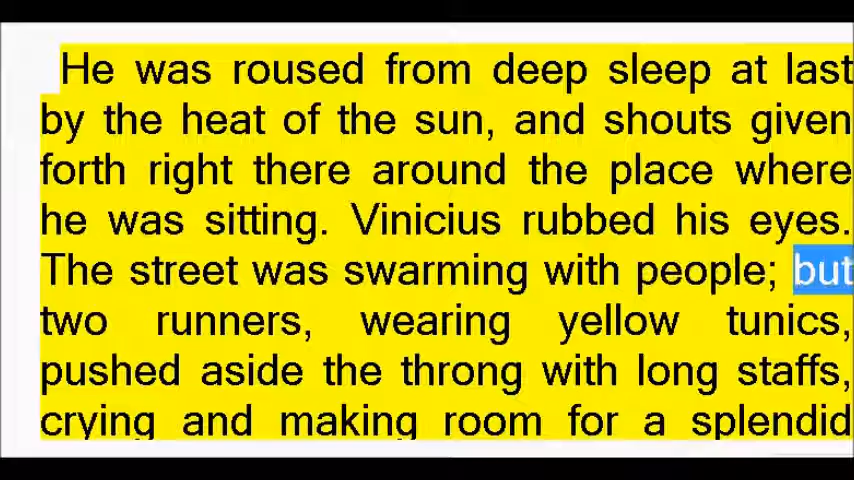 He was roused from deep sleep at last
by the heat of the sun, and shouts given
forth right there around the place where
he was sitting. Vinicius rubbed his eyes.
The street was swarming with people; but
two runners, wearing yellow tunics,
pushed aside the throng with long staffs,
crying and making room for a splendid